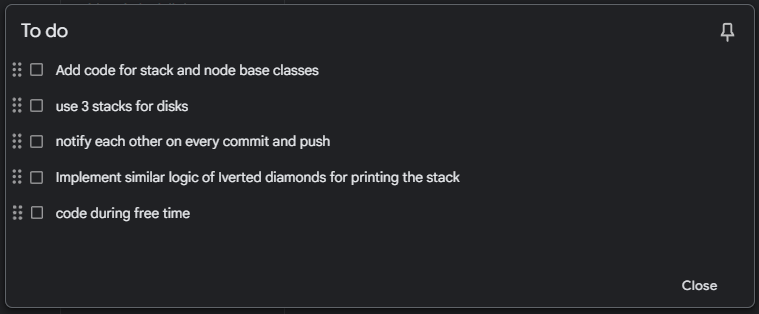 To do
Add code for stack and node base classes
use 3 stacks for disks
notify each other on every commit and push
Implement similar logic of Iverted diamonds for printing the stack
code during free time
Close